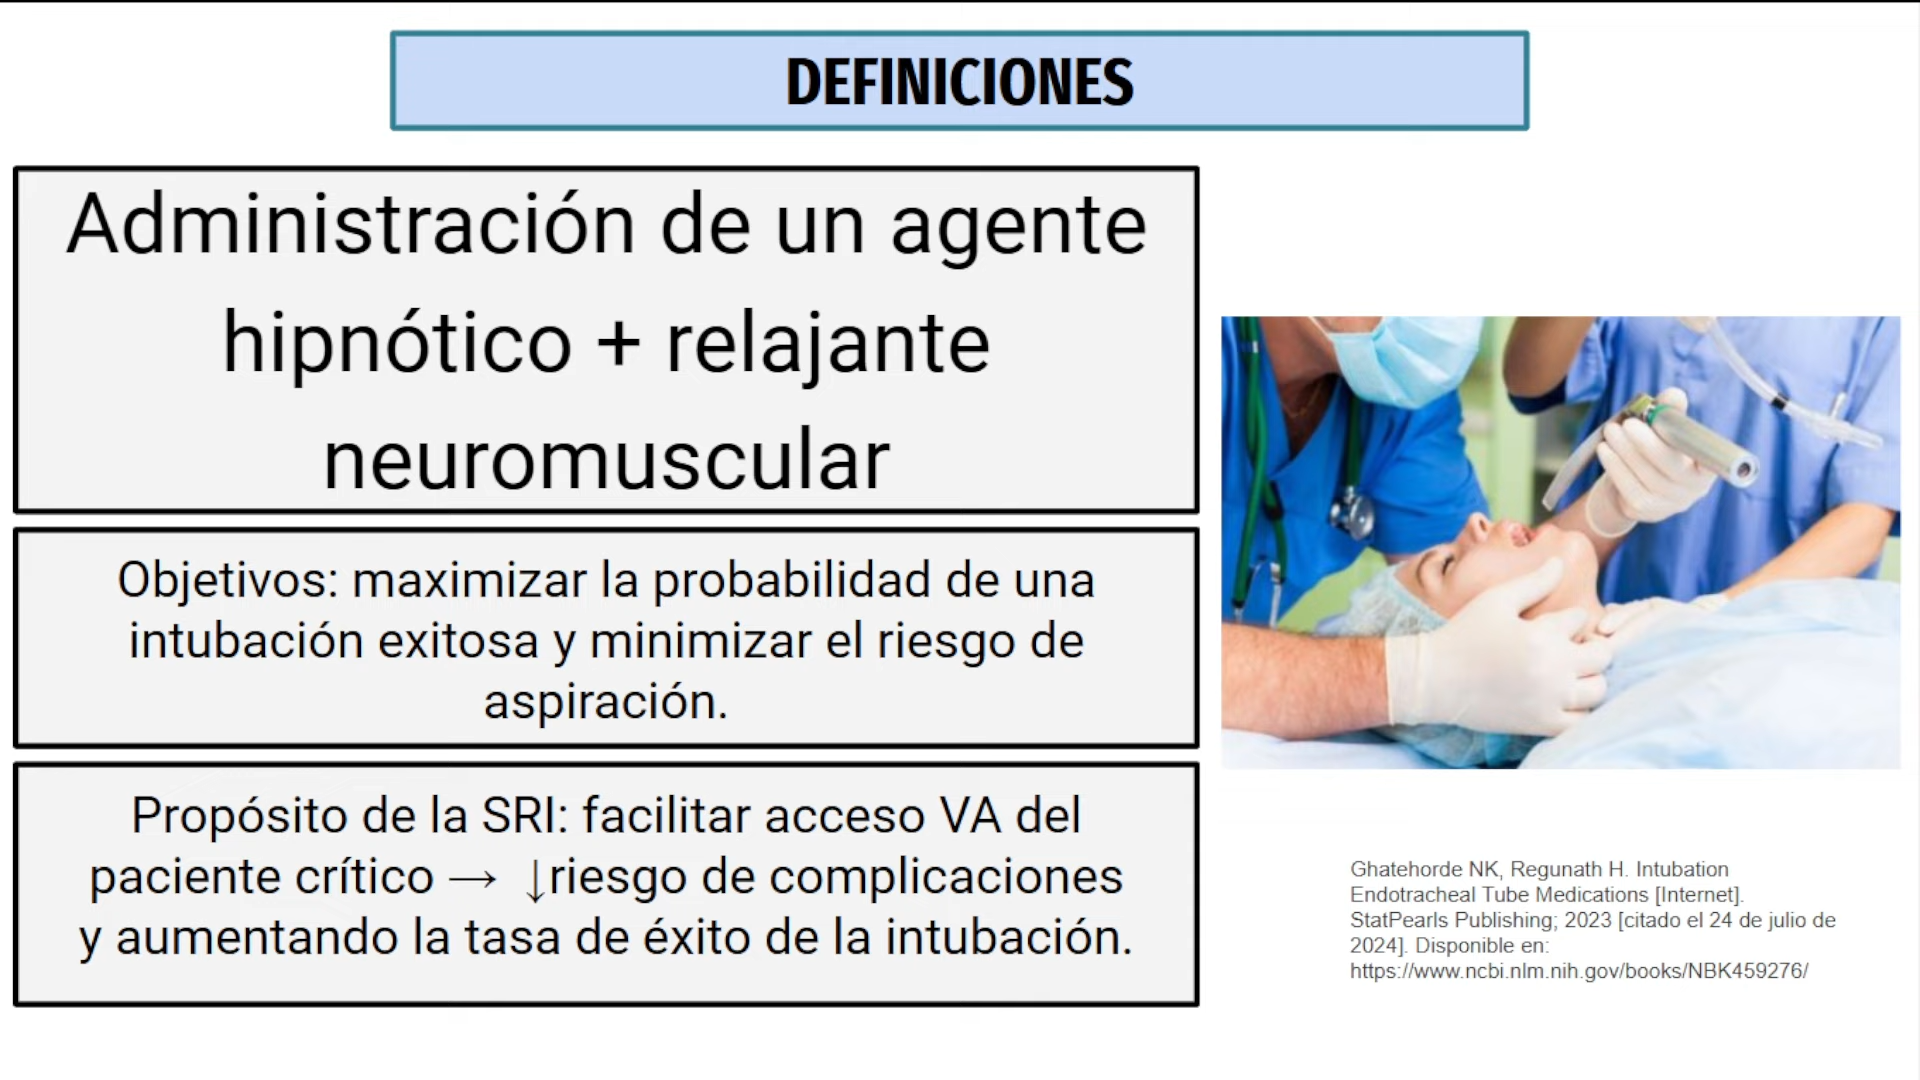 DEFINICIONES
Administración de un agente
hipnótico + relajante
neuromuscular
Objetivos: maximizar la probabilidad de una
intubación exitosa y minimizar el riesgo de
aspiración.
Propósito de la SRI: facilitar acceso VA del
paciente crítico → ↓riesgo de complicaciones
y aumentando la tasa de éxito de la intubación.
Ghatehorde NK, Regunath H. Intubation
Endotracheal Tube Medications [Internet].
StatPearls Publishing; 2023 [citado el 24 de julio de
2024]. Disponible en:
https://www.ncbi.nlm.nih.gov/books/NBK459276/